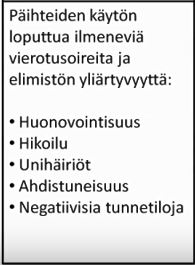 Päihteiden käytön
loputtua ilmeneviä
vierotusoireita ja
elimistön yliärtyvyyttä:
• Huonovointisuus
• Hikoilu
• Unihäiriöt
• Ahdistuneisuus
• Negatiivisia tunnetiloja